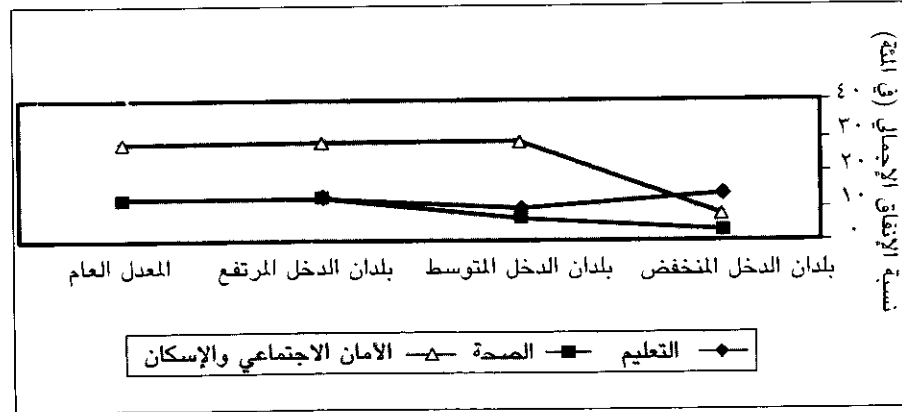 نسبة الإنفاق الإجمالي (في المئة)
٤٠
٣٠
٢٠
١٠
٠
بلدان الدخل المنخفض بلدان الدخل المتوسط بلدان الدخل المرتفع المعدل العام
التعليم الصحة الأمان الاجتماعي والإسكان